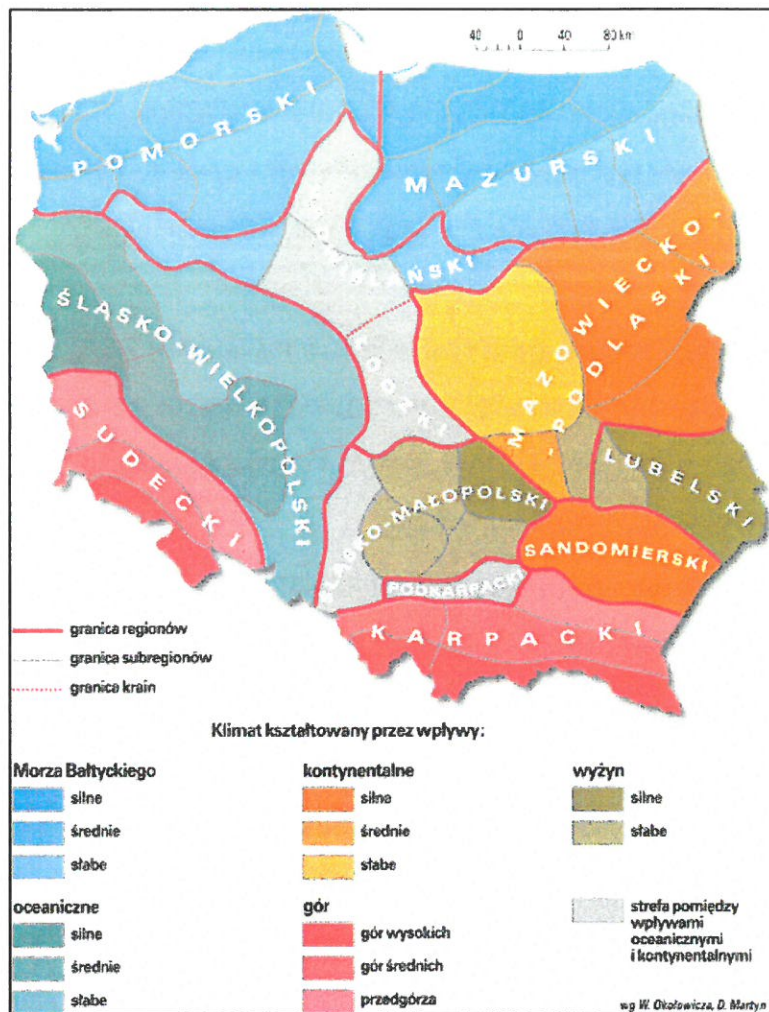 40 20 0 40 80 km
POMORSKI
MAZURSKI
WIŚLAŃSKI
ŁÓDZKI
MAZOWIECKO-
-PODLASKI
ŚLĄSKO-WIELKOPOLSKI
SUDECKI
LUBELSKI
ŚLĄSKO-MAŁOPOLSKI
SANDOMIERSKI
PODKARPACKI
KARPACKI
granica regionów
granica subregionów
granica krain
Klimat kształtowany przez wpływy:
Morza Bałtyckiego
silne
średnie
słabe
kontynentalne
silne
średnie
słabe
wyżyn
silne
słabe
oceaniczne
silne
średnie
słabe
gór
gór wysokich
gór średnich
przedgórza
strefa pomiędzy
wpływami
oceanicznymi
i kontynentalnymi
wg W. Okołowicza, D. Martyn